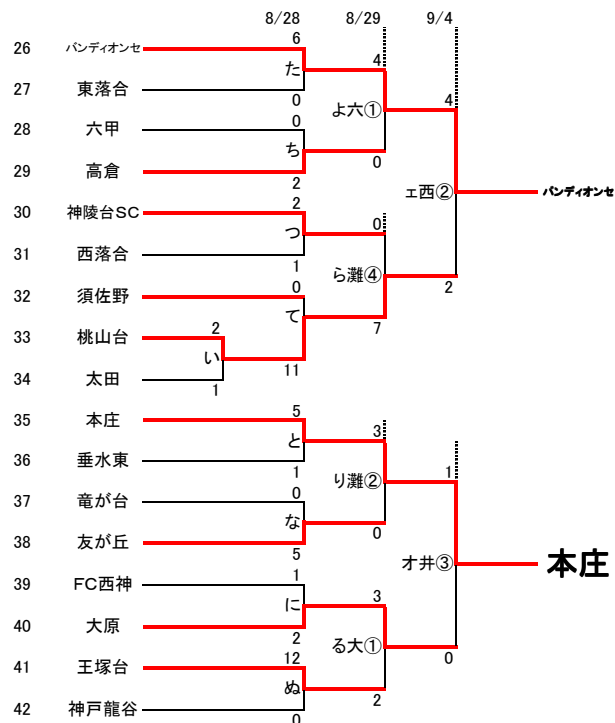 8/28 8/29 9/4
6
26 バンディオンセ 4
た
27 東落合 4
0 よ六①
28 六甲 0
ち
29 高倉 0
2 ェ西② バンディオンセ
30 神陵台SC 2 0
つ
31 西落合 1 ら灘④
32 須佐野 0 2
て
33 桃山台 2 7
い 11
34 太田 1
35 本庄 5 3
と
36 垂水東 1 1
り灘②
37 竜が台 0
な
38 友が丘 0
5 オ井③ 本庄
39 FC西神 1 3
に
40 大原 2 る大①
41 王塚台 12 0
ぬ 2
42 神戸龍谷 0